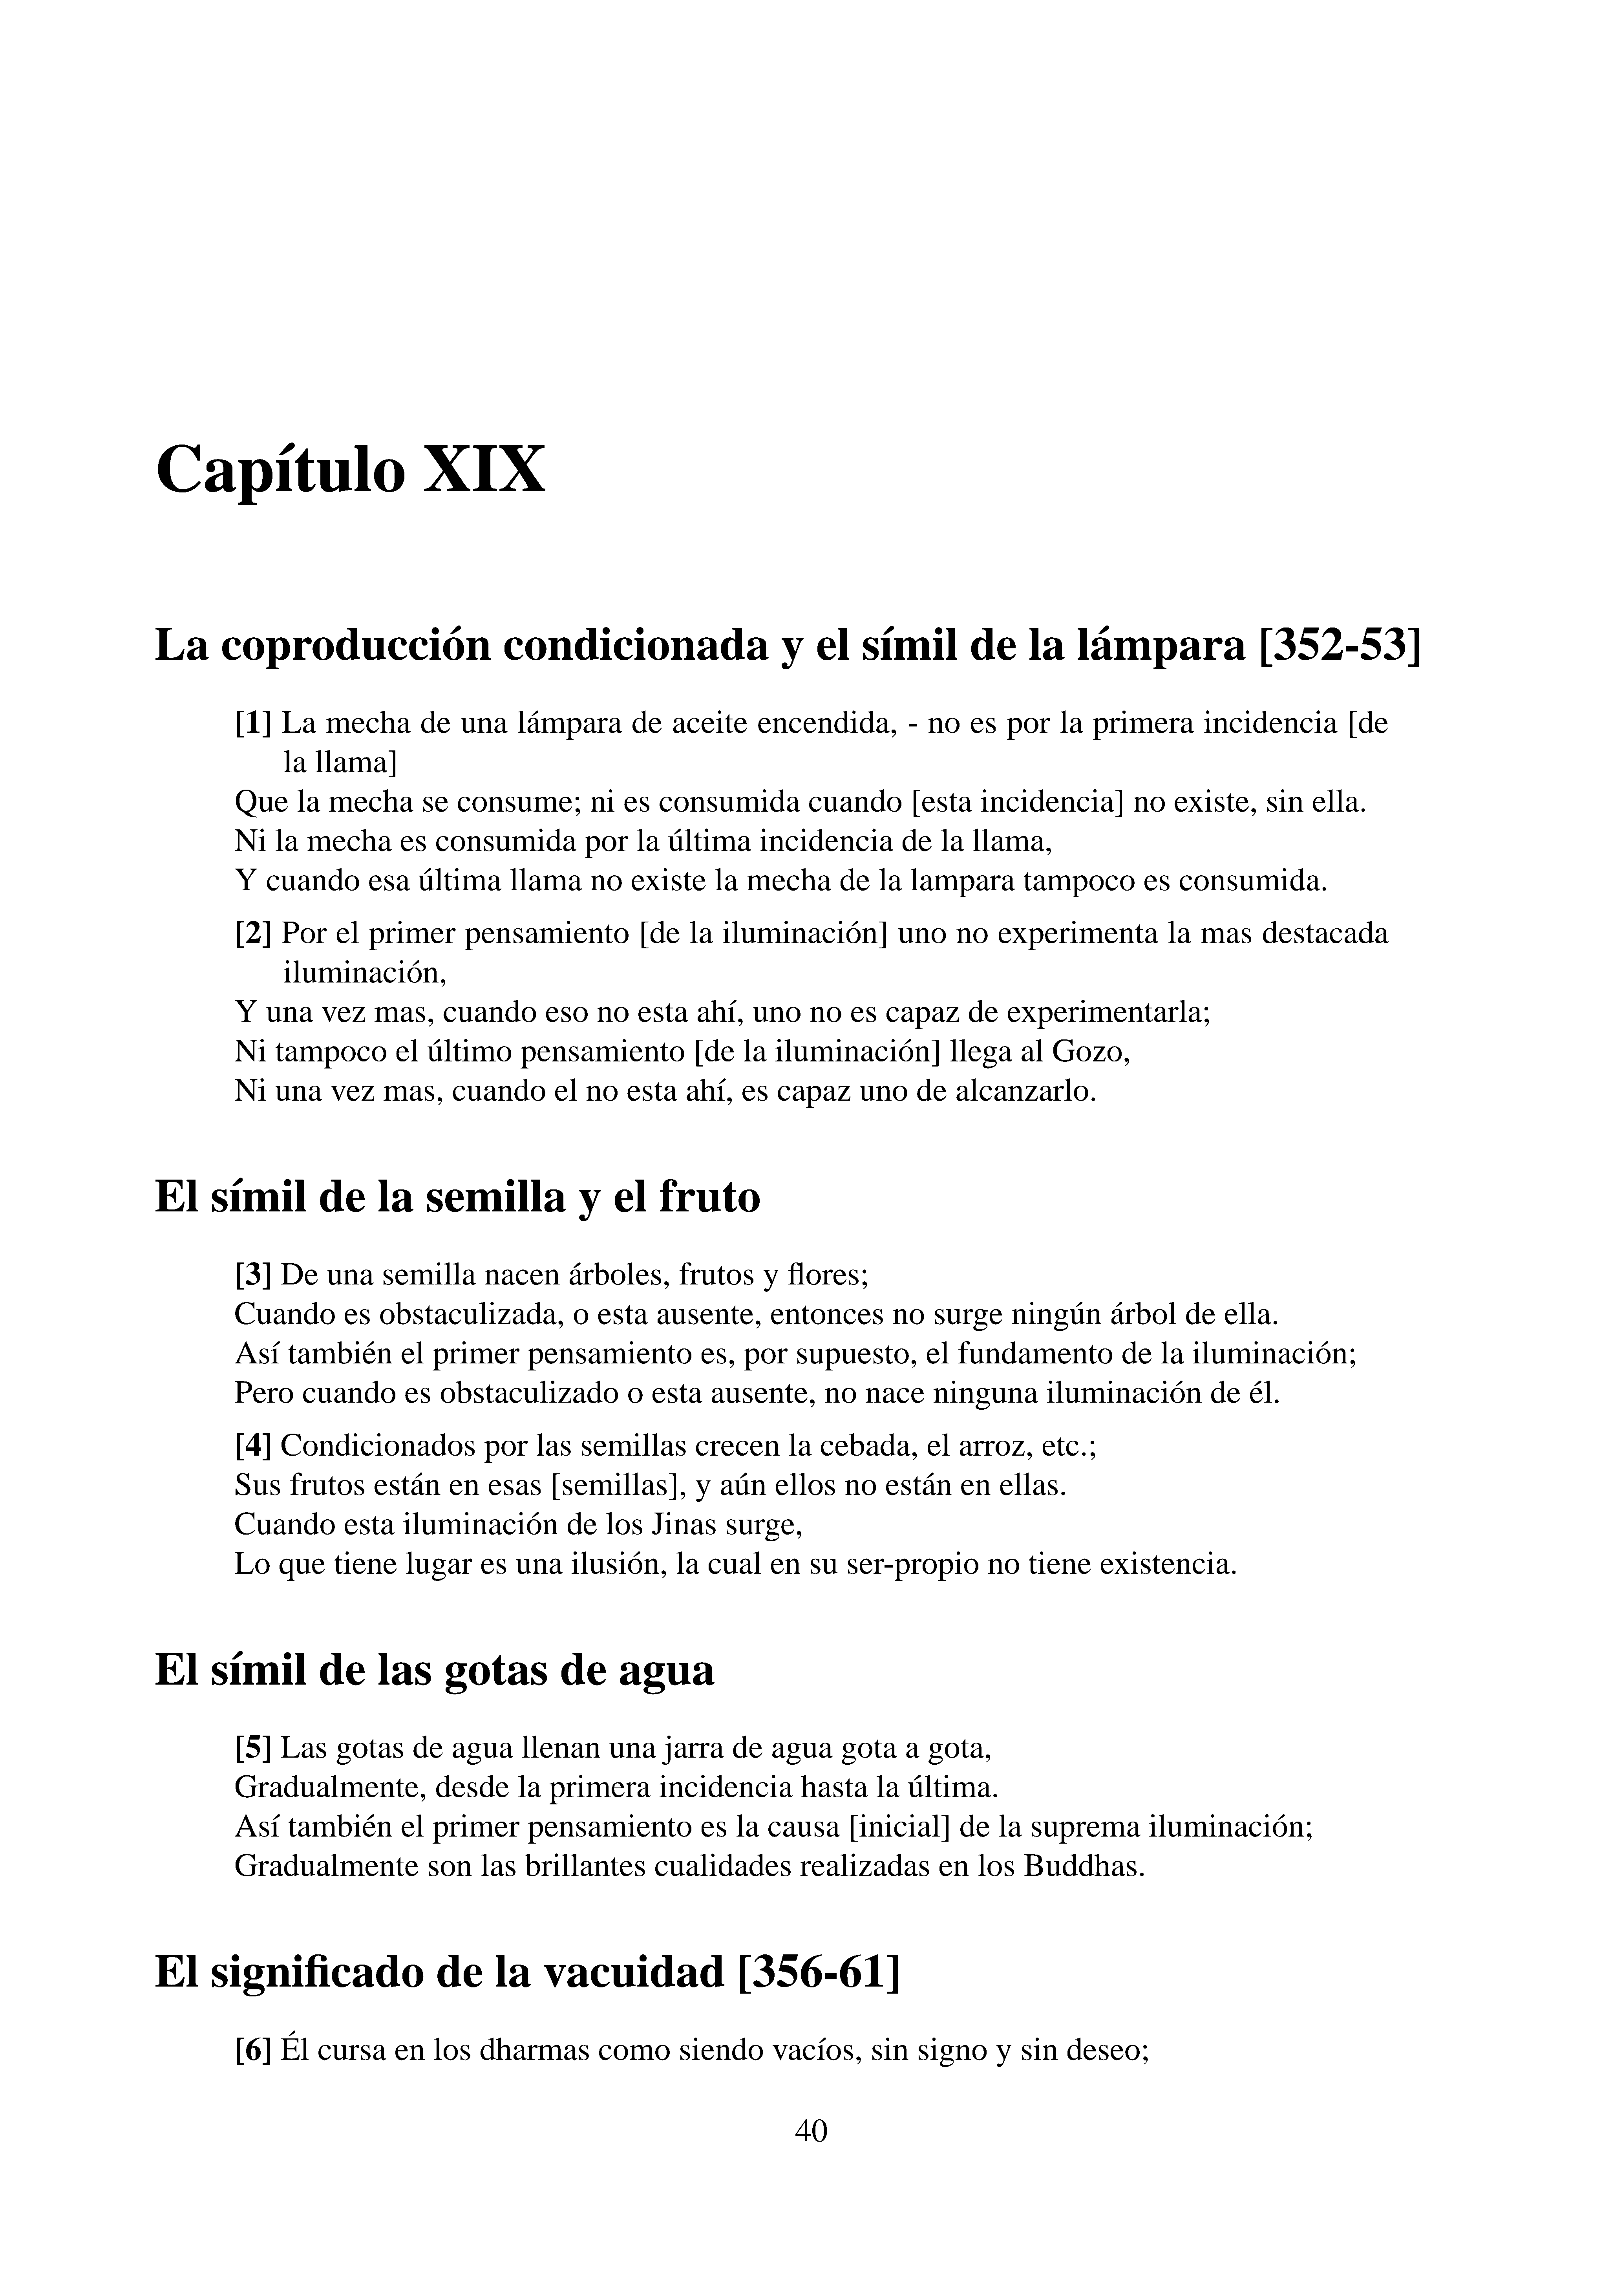 Capítulo XIX
La coproducción condicionada y el símil de la lámpara [352-53]
[1] La mecha de una lámpara de aceite encendida, - no es por la primera incidencia [de
la llama]
Que la mecha se consume; ni es consumida cuando [esta incidencia] no existe, sin ella.
Ni la mecha es consumida por la última incidencia de la llama,
Y cuando esa última llama no existe la mecha de la lampara tampoco es consumida.
[2] Por el primer pensamiento [de la iluminación] uno no experimenta la mas destacada
iluminación,
Y una vez mas, cuando eso no esta ahí, uno no es capaz de experimentarla;
Ni tampoco el último pensamiento [de la iluminación] llega al Gozo,
Ni una vez mas, cuando el no esta ahí, es capaz uno de alcanzarlo.
El símil de la semilla y el fruto
[3] De una semilla nacen árboles, frutos y flores;
Cuando es obstaculizada, o esta ausente, entonces no surge ningún árbol de ella.
Así también el primer pensamiento es, por supuesto, el fundamento de la iluminación;
Pero cuando es obstaculizado o esta ausente, no nace ninguna iluminación de él.
[4] Condicionados por las semillas crecen la cebada, el arroz, etc.;
Sus frutos están en esas [semillas], y aún ellos no están en ellas.
Cuando esta iluminación de los Jinas surge,
Lo que tiene lugar es una ilusión, la cual en su ser-propio no tiene existencia.
El símil de las gotas de agua
[5] Las gotas de agua llenan una jarra de agua gota a gota,
Gradualmente, desde la primera incidencia hasta la última.
Así también el primer pensamiento es la causa [inicial] de la suprema iluminación;
Gradualmente son las brillantes cualidades realizadas en los Buddhas.
El significado de la vacuidad [356-61]
[6] Él cursa en los dharmas como siendo vacíos, sin signo y sin deseo;
40